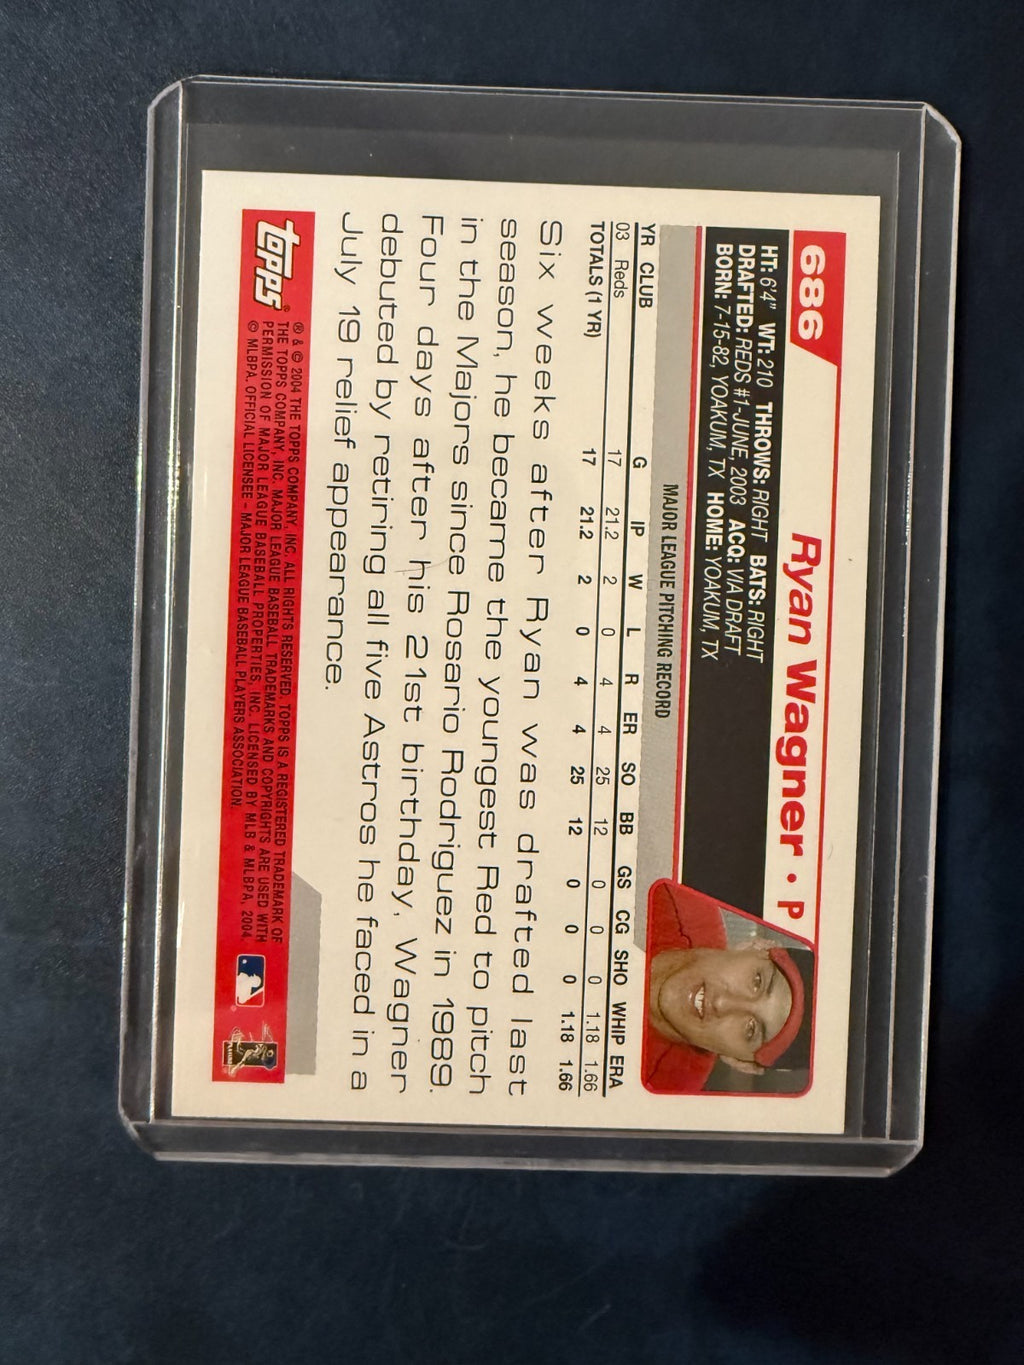 686
Ryan Wagner • P
HT: 6'4" WT: 210 THROWS: RIGHT BATS: RIGHT
DRAFTED: REDS #1-JUNE, 2003 ACQ: VIA DRAFT
BORN: 7-15-82, YOAKUM, TX HOME: YOAKUM, TX
MAJOR LEAGUE PITCHING RECORD
YR CLUB G IP W L R ER SO BB GS CG SHO WHIP ERA
03 Reds 17 21.2 2 0 4 4 25 12 0 0 0 1.18 1.66
TOTALS (1 YR) 17 21.2 2 0 4 4 25 12 0 0 0 1.18 1.66
Six weeks after Ryan was drafted last
season, he became the youngest Red to pitch
in the Majors since Rosario Rodriguez in 1989.
Four days after his 21st birthday, Wagner
debuted by retiring all five Astros he faced in a
July 19 relief appearance.
topps®
® & © 2004 THE TOPPS COMPANY, INC. ALL RIGHTS RESERVED. TOPPS IS A REGISTERED TRADEMARK OF
THE TOPPS COMPANY, INC. MAJOR LEAGUE BASEBALL TRADEMARKS AND COPYRIGHTS ARE USED WITH
PERMISSION OF MAJOR LEAGUE BASEBALL PROPERTIES, INC. LICENSED BY MLB & MLBPA, 2004.
© MLBPA. OFFICIAL LICENSEE - MAJOR LEAGUE BASEBALL PLAYERS ASSOCIATION.